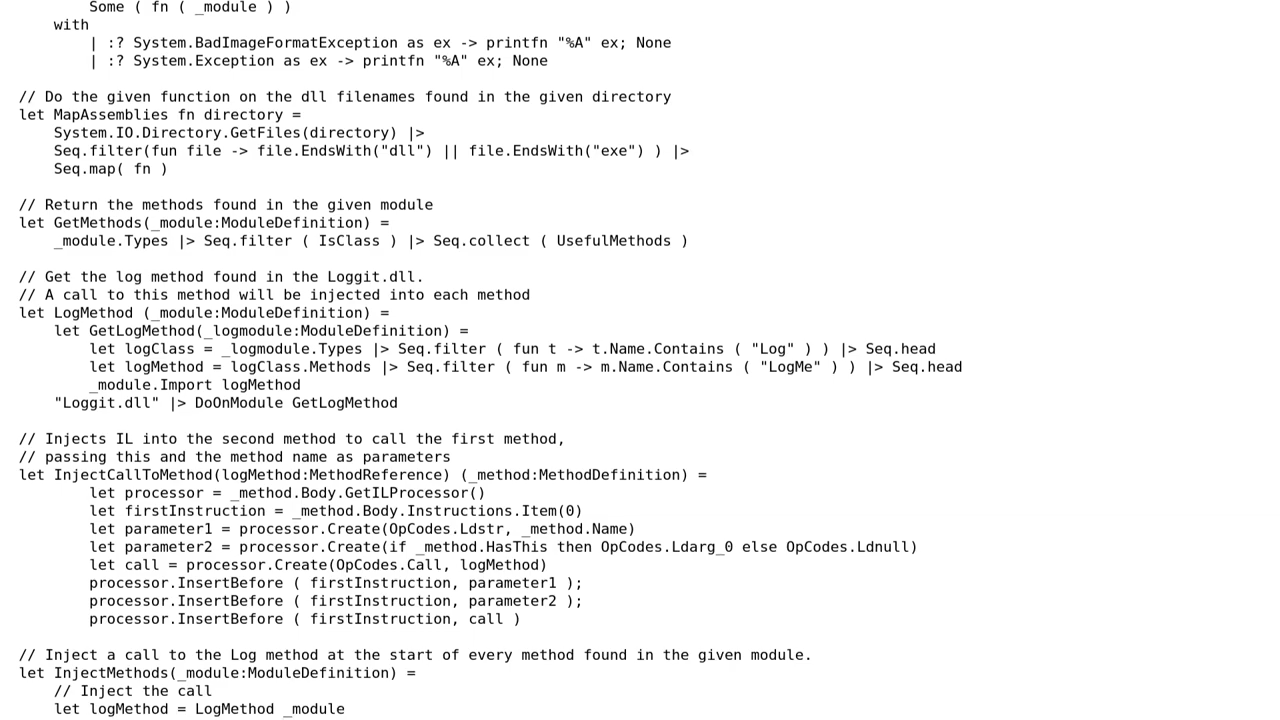 Some ( fn ( _module ) )
    with
        | :? System.BadImageFormatException as ex -> printfn "%A" ex; None
        | :? System.Exception as ex -> printfn "%A" ex; None

// Do the given function on the dll filenames found in the given directory
let MapAssemblies fn directory =
    System.IO.Directory.GetFiles(directory) |>
    Seq.filter(fun file -> file.EndsWith("dll") || file.EndsWith("exe") ) |>
    Seq.map( fn )

// Return the methods found in the given module
let GetMethods(_module:ModuleDefinition) =
    _module.Types |> Seq.filter ( IsClass ) |> Seq.collect ( UsefulMethods )

// Get the log method found in the Loggit.dll.
// A call to this method will be injected into each method
let LogMethod (_module:ModuleDefinition) =
    let GetLogMethod(_logmodule:ModuleDefinition) =
        let logClass = _logmodule.Types |> Seq.filter ( fun t -> t.Name.Contains ( "Log" ) ) |> Seq.head
        let logMethod = logClass.Methods |> Seq.filter ( fun m -> m.Name.Contains ( "LogMe" ) ) |> Seq.head
        _module.Import logMethod
    "Loggit.dll" |> DoOnModule GetLogMethod

// Injects IL into the second method to call the first method,
// passing this and the method name as parameters
let InjectCallToMethod(logMethod:MethodReference) (_method:MethodDefinition) =
        let processor = _method.Body.GetILProcessor()
        let firstInstruction = _method.Body.Instructions.Item(0)
        let parameter1 = processor.Create(OpCodes.Ldstr, _method.Name)
        let parameter2 = processor.Create(if _method.HasThis then OpCodes.Ldarg_0 else OpCodes.Ldnull)
        let call = processor.Create(OpCodes.Call, logMethod)
        processor.InsertBefore ( firstInstruction, parameter1 );
        processor.InsertBefore ( firstInstruction, parameter2 );
        processor.InsertBefore ( firstInstruction, call )

// Inject a call to the Log method at the start of every method found in the given module.
let InjectMethods(_module:ModuleDefinition) =
    // Inject the call
    let logMethod = LogMethod _module